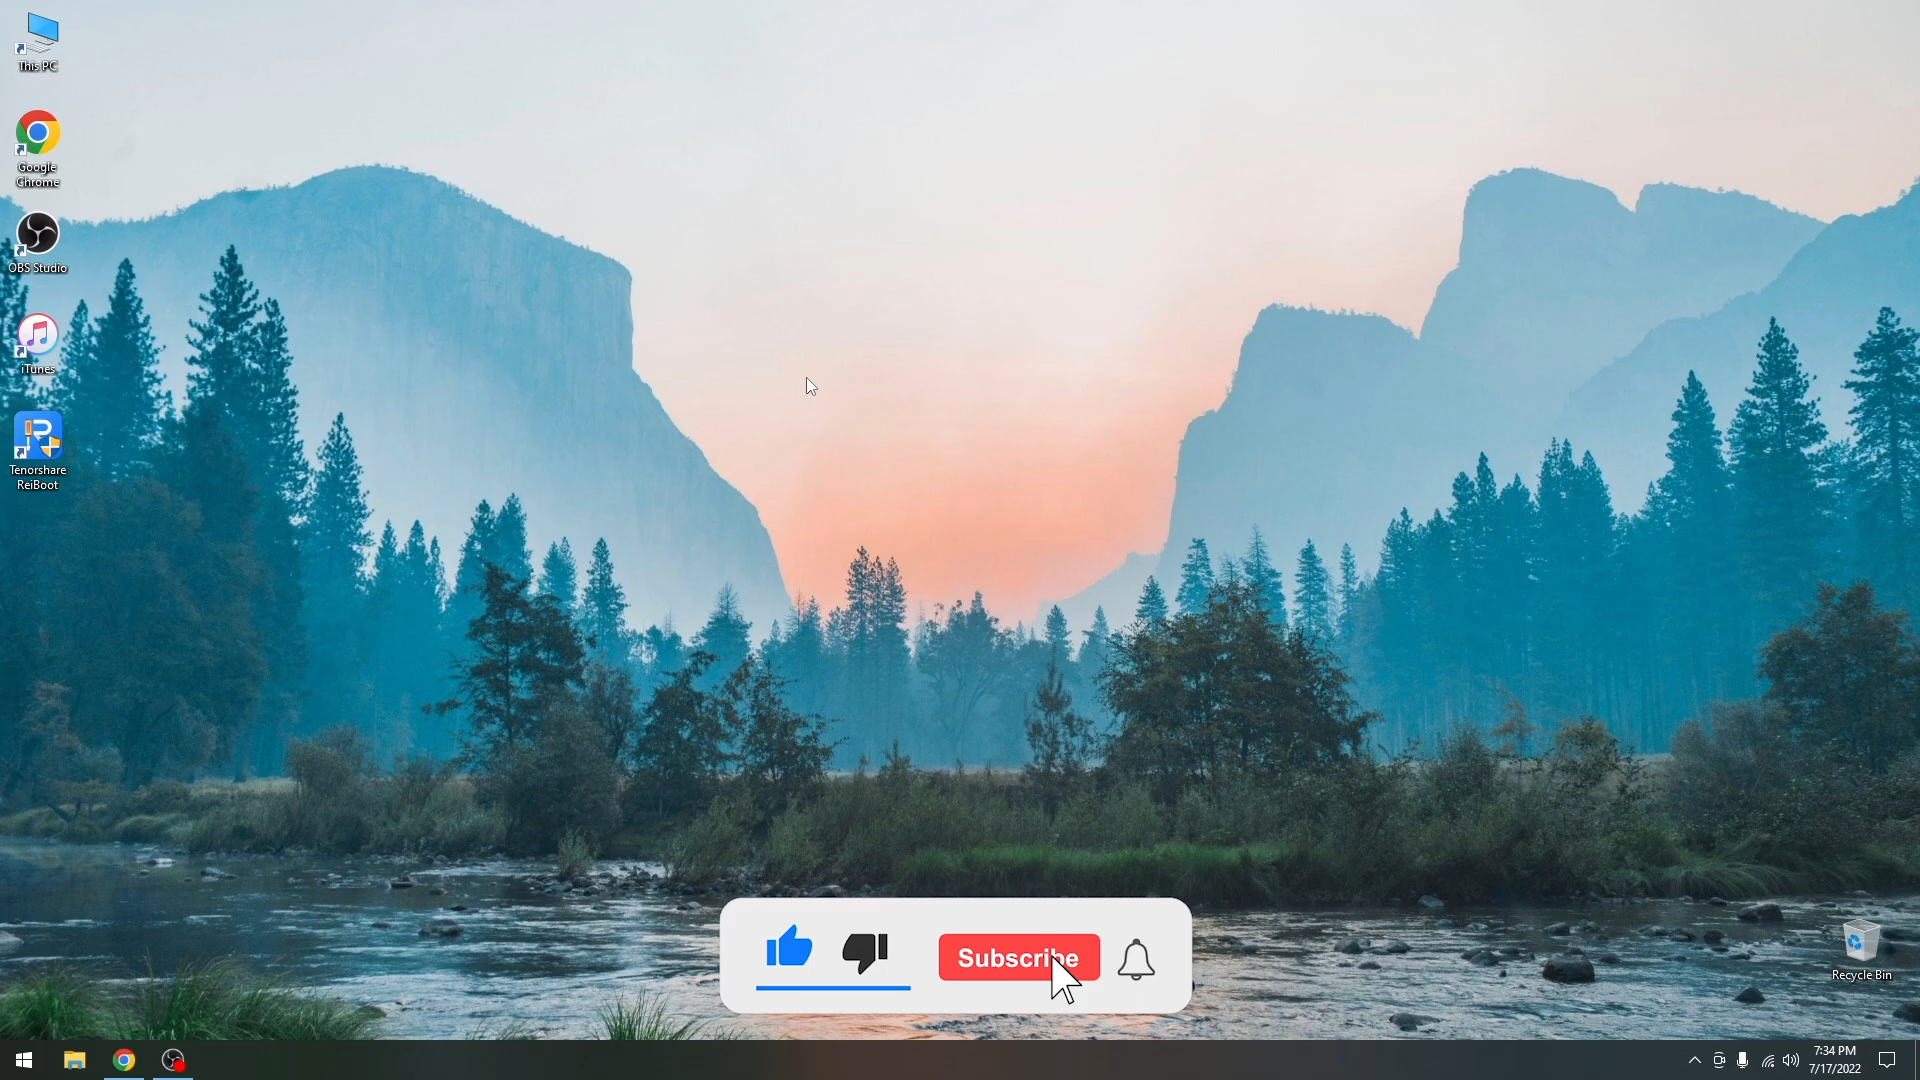 This PC
Google
Chrome
OBS Studio
iTunes
Tenorshare
ReiBoot
Subscribe
Recycle Bin
7:34 PM
7/17/2022